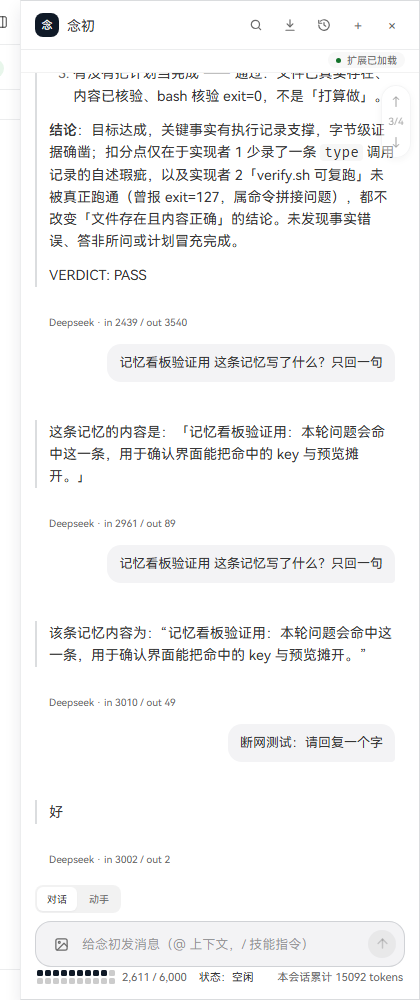 念 念初
扩展已加载
3. 有没有把计划当完成 —— 通过：文件已真实存在、
内容已核验、bash 核验 exit=0，不是「打算做」。
3/4
结论：目标达成，关键事实有执行记录支撑，字节级证
据确凿；扣分点仅在于实现者 1 少录了一条 type 调用
记录的自述瑕疵，以及实现者 2「verify.sh 可复跑」未
被真正跑通（曾报 exit=127，属命令拼接问题），都不
改变「文件存在且内容正确」的结论。未发现事实错
误、答非所问或计划冒充完成。
VERDICT: PASS
Deepseek · in 2439 / out 3540
记忆看板验证用 这条记忆写了什么？只回一句
这条记忆的内容是：「记忆看板验证用：本轮问题会命
中这一条，用于确认界面能把命中的 key 与预览摊
开。」
Deepseek · in 2961 / out 89
记忆看板验证用 这条记忆写了什么？只回一句
该条记忆内容为：“记忆看板验证用：本轮问题会命中这
一条，用于确认界面能把命中的 key 与预览摊开。”
Deepseek · in 3010 / out 49
断网测试：请回复一个字
好
Deepseek · in 3002 / out 2
对话 动手
给念初发消息（@ 上下文，/ 技能指令）
2,611 / 6,000 状态：空闲 本会话累计 15092 tokens